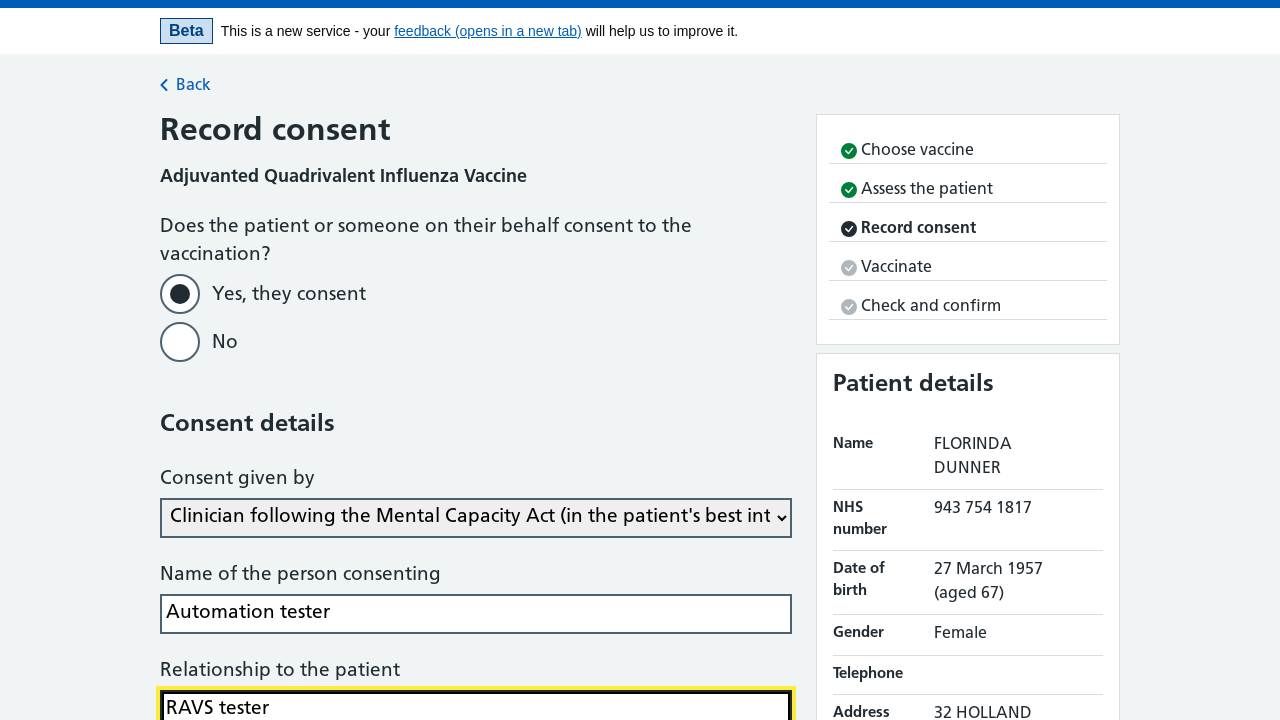 Beta This is a new service - your feedback (opens in a new tab) will help us to improve it.
Back
Record consent
Adjuvanted Quadrivalent Influenza Vaccine
Does the patient or someone on their behalf consent to the
vaccination?
Yes, they consent
No
Consent details
Consent given by
Clinician following the Mental Capacity Act (in the patient's best int
Name of the person consenting
Automation tester
Relationship to the patient
RAVS tester
Choose vaccine
Assess the patient
Record consent
Vaccinate
Check and confirm
Patient details
Name FLORINDA
DUNNER
NHS number 943 754 1817
Date of birth 27 March 1957
(aged 67)
Gender Female
Telephone
Address 32 HOLLAND